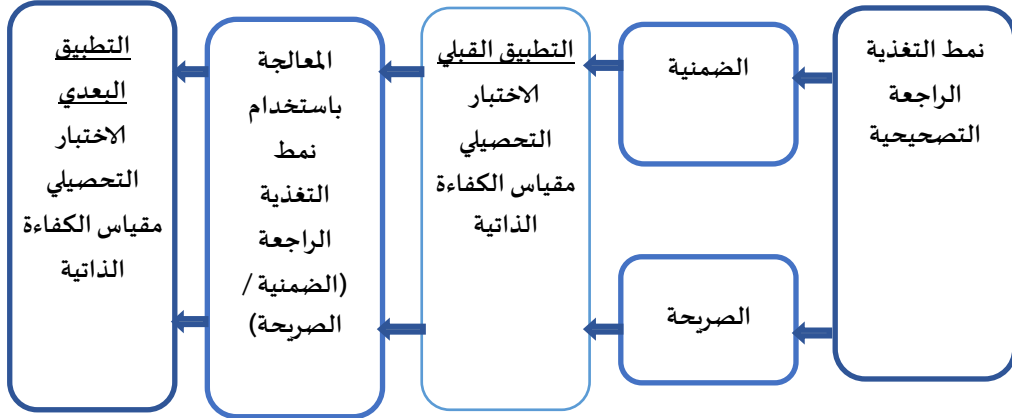 نمط التغذية
الراجعة
التصحيحية
الضمنية
الصريحة
التطبيق القبلي
الاختبار
التحصيلي
مقياس الكفاءة
الذاتية
المعالجة
باستخدام
نمط
التغذية
الراجعة
(الضمنية /
الصريحة)
التطبيق
البعدي
الاختبار
التحصيلي
مقياس الكفاءة
الذاتية